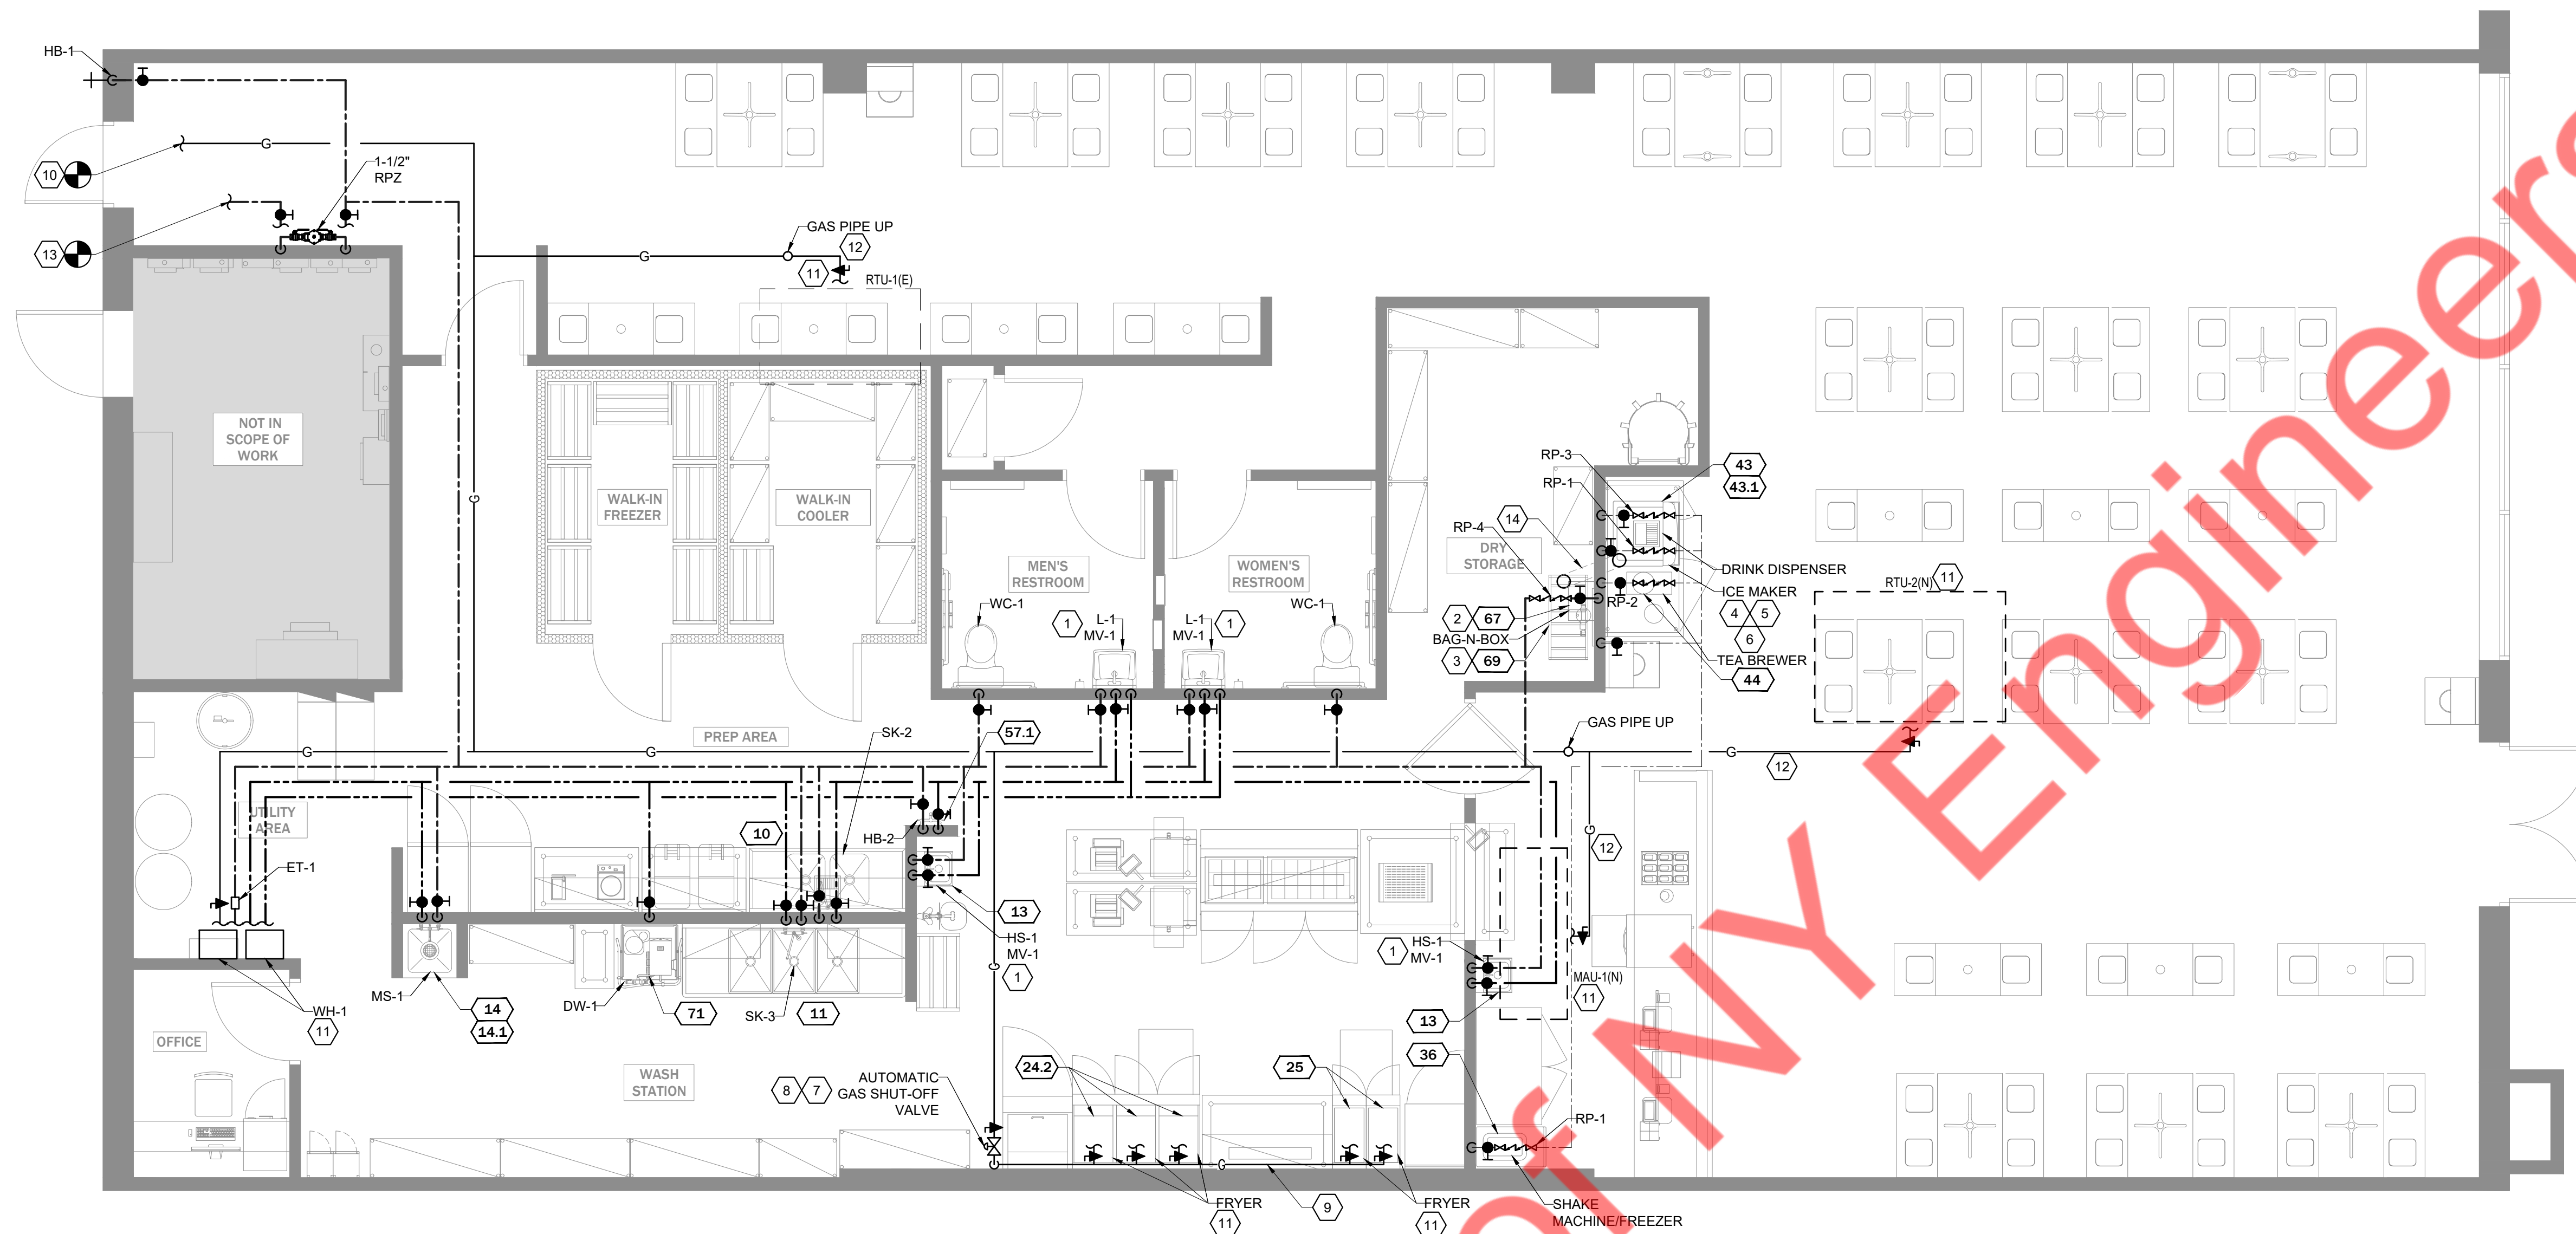 HB-1
G
10
1-1/2"
RPZ
13
GAS PIPE UP
12
G
11
RTU-1(E)
NOT IN
SCOPE OF
WORK
G
WALK-IN
FREEZER
WALK-IN
COOLER
MEN'S
RESTROOM
WOMEN'S
RESTROOM
WC-1
1
L-1
MV-1
L-1
MV-1
1
WC-1
RP-3
43
43.1
RP-1
RP-4
14
DRY
STORAGE
DRINK DISPENSER
ICE MAKER
4
5
6
RP-2
2
67
BAG-N-BOX
3
69
TEA BREWER
44
RTU-2(N)
11
GAS PIPE UP
PREP AREA
SK-2
57.1
G
G
G
12
UTILITY
AREA
10
HB-2
G
12
ET-1
13
HS-1
MV-1
1
G
1
HS-1
MV-1
MAU-1(N)
11
MS-1
14
14.1
DW-1
71
SK-3
11
WH-1
11
13
OFFICE
WASH
STATION
8
7
AUTOMATIC
GAS SHUT-OFF
VALVE
24.2
25
36
RP-1
G
FRYER
11
9
FRYER
11
SHAKE
MACHINE/FREEZER
of NY Engineers